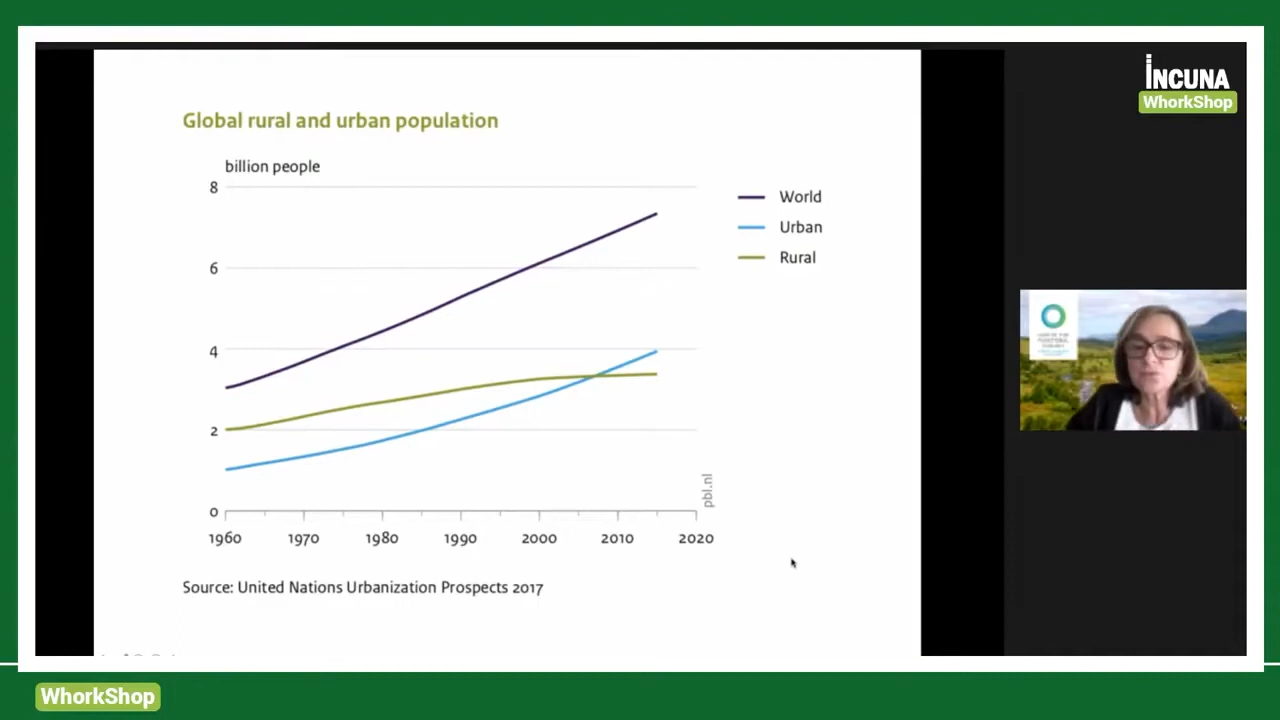 INCUNA
WhorkShop
Global rural and urban population
billion people
8
6
4
2
0
World
Urban
Rural
pbl.nl
1960 1970 1980 1990 2000 2010 2020
Source: United Nations Urbanization Prospects 2017
WhorkShop